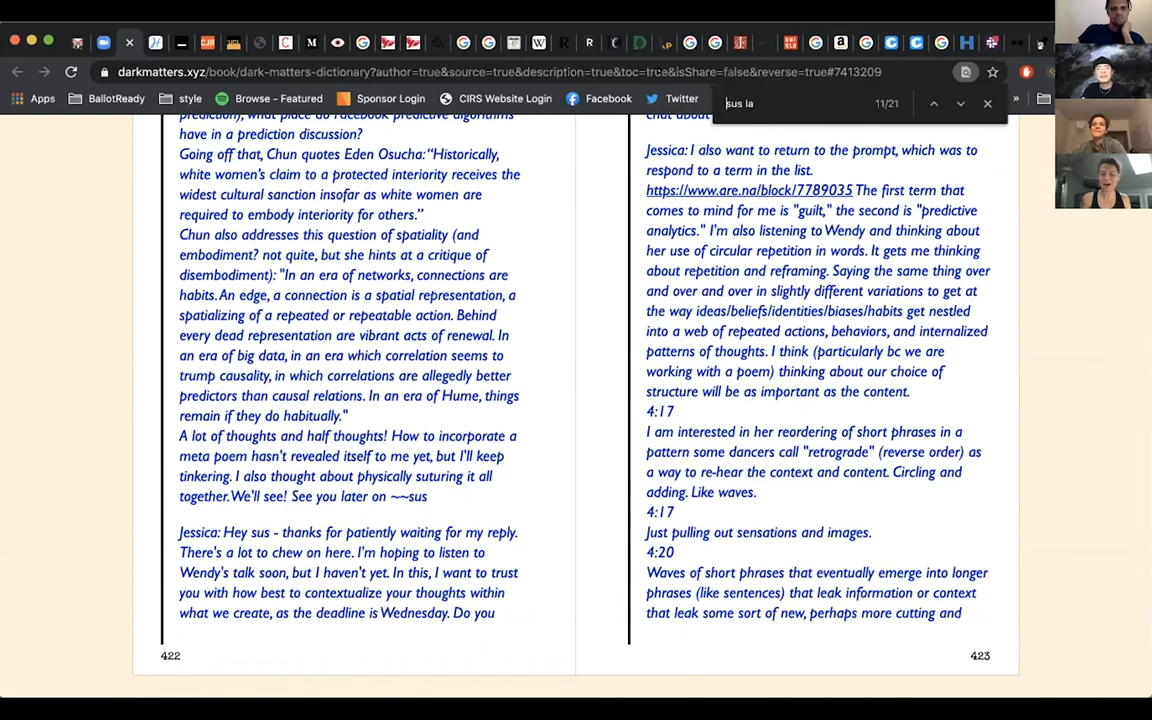 darkmatters.xyz/book/dark-matters-dictionary?author=true&source=true&description=true&toc=true&isShare=false&reverse=true#7413209
Apps
BallotReady
style
Browse - Featured
Sponsor Login
CIRS Website Login
Facebook
Twitter
»
sus la
11/21
prediction), what place do Facebook predictive algorithms
have in a prediction discussion?
Going off that, Chun quotes Eden Osucha: “Historically,
white women’s claim to a protected interiority receives the
widest cultural sanction insofar as white women are
required to embody interiority for others.”
Chun also addresses this question of spatiality (and
embodiment? not quite, but she hints at a critique of
disembodiment): "In an era of networks, connections are
habits. An edge, a connection is a spatial representation, a
spatializing of a repeated or repeatable action. Behind
every dead representation are vibrant acts of renewal. In
an era of big data, in an era which correlation seems to
trump causality, in which correlations are allegedly better
predictors than causal relations. In an era of Hume, things
remain if they do habitually."
A lot of thoughts and half thoughts! How to incorporate a
meta poem hasn't revealed itself to me yet, but I'll keep
tinkering. I also thought about physically suturing it all
together. We'll see! See you later on ~~sus
Jessica: Hey sus - thanks for patiently waiting for my reply.
There's a lot to chew on here. I'm hoping to listen to
Wendy's talk soon, but I haven't yet. In this, I want to trust
you with how best to contextualize your thoughts within
what we create, as the deadline is Wednesday. Do you
422
chat about
Jessica: I also want to return to the prompt, which was to
respond to a term in the list.
https://www.are.na/block/7789035 The first term that
comes to mind for me is "guilt," the second is "predictive
analytics." I'm also listening to Wendy and thinking about
her use of circular repetition in words. It gets me thinking
about repetition and reframing. Saying the same thing over
and over and over in slightly different variations to get at
the way ideas/beliefs/identities/biases/habits get nestled
into a web of repeated actions, behaviors, and internalized
patterns of thoughts. I think (particularly bc we are
working with a poem) thinking about our choice of
structure will be as important as the content.
4:17
I am interested in her reordering of short phrases in a
pattern some dancers call "retrograde" (reverse order) as
a way to re-hear the context and content. Circling and
adding. Like waves.
4:17
Just pulling out sensations and images.
4:20
Waves of short phrases that eventually emerge into longer
phrases (like sentences) that leak information or context
that leak some sort of new, perhaps more cutting and
423